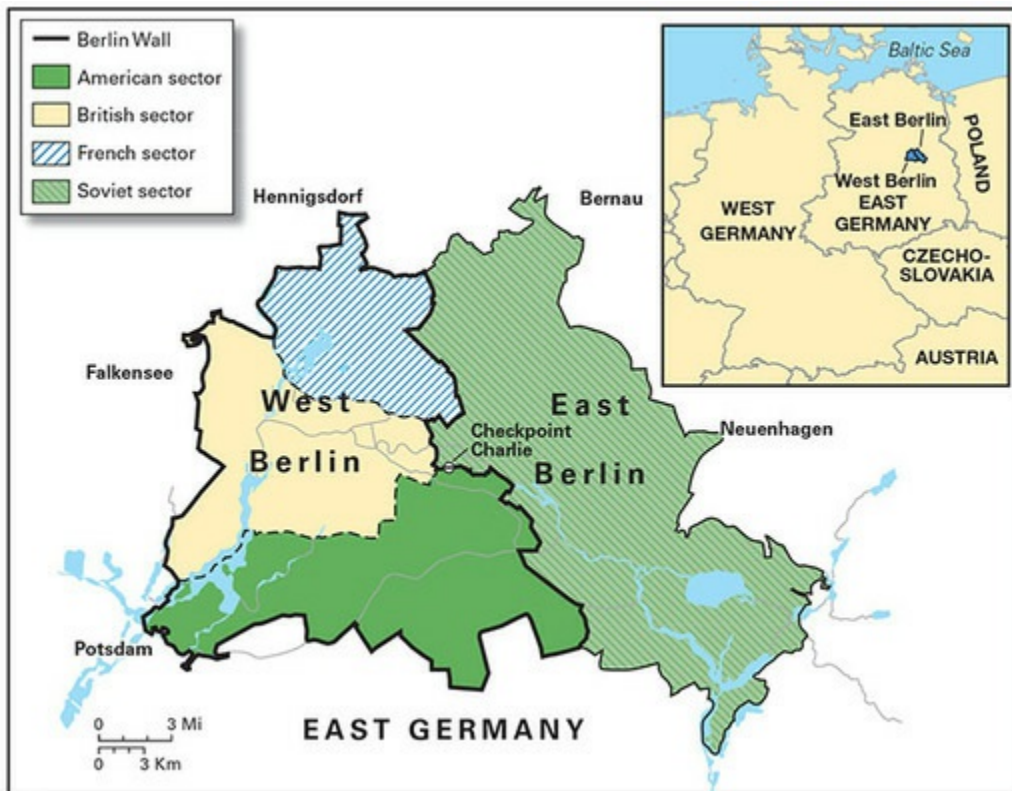 Berlin Wall
American sector
British sector
French sector
Soviet sector
Baltic Sea
East Berlin
POLAND
West Berlin
EAST
GERMANY
WEST
GERMANY
CZECHO-
SLOVAKIA
AUSTRIA
Hennigsdorf
Bernau
Falkensee
West
Berlin
East
Berlin
Checkpoint
Charlie
Neuenhagen
Potsdam
0 3 Mi
0 3 Km
EAST GERMANY